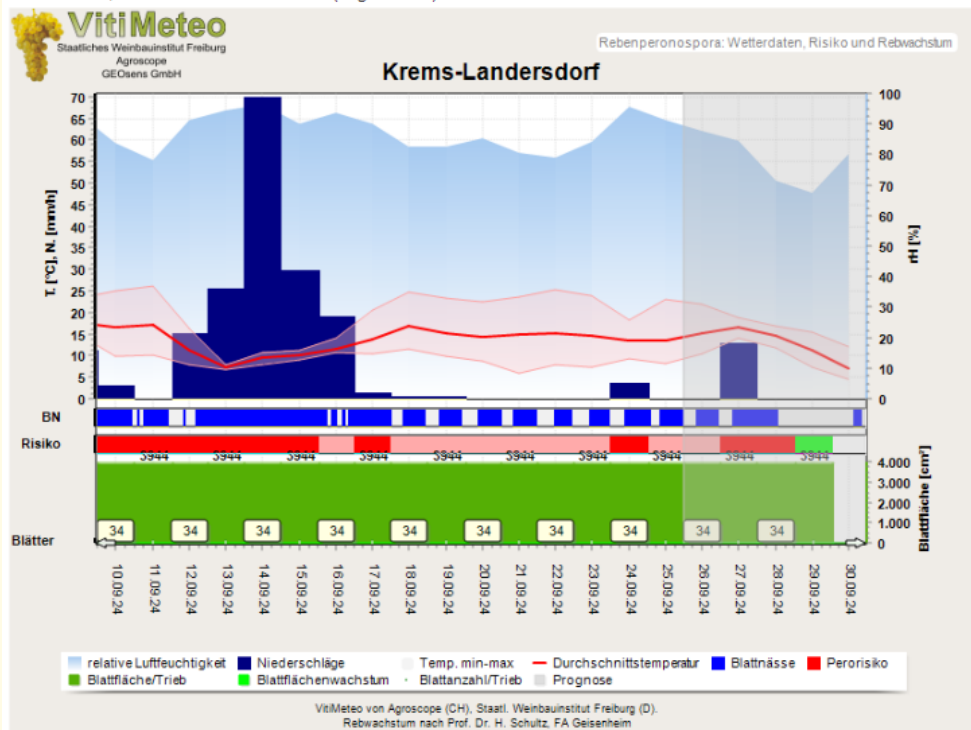 VitiMeteo
Staatliches Weinbauinstitut Freiburg
Agroscope
GEOsens GmbH
Rebenperonospora: Wetterdaten, Risiko und Rebwachstum
Krems-Landersdorf
70
65
60
55
50
45
40
35
30
25
20
15
10
5
0
T. [°C], N. [mm/h]
100
90
80
70
60
50
40
30
20
10
0
rH [%]
BN
Risiko
3944 3944 3944 3944 3944 3944 3944 3944 3944 3944
4.000
3.000
2.000
1.000
0
Blattfläche [cm²]
Blätter
34 34 34 34 34 34 34 34 34 34
10.09.24 11.09.24 12.09.24 13.09.24 14.09.24 15.09.24 16.09.24 17.09.24 18.09.24 19.09.24 20.09.24 21.09.24 22.09.24 23.09.24 24.09.24 25.09.24 26.09.24 27.09.24 28.09.24 29.09.24 30.09.24
relative Luftfeuchtigkeit Niederschläge Temp. min-max Durchschnittstemperatur Blattnässe Perorisiko
Blattfläche/Trieb Blattflächenwachstum Blattanzahl/Trieb Prognose
VitiMeteo von Agroscope (CH), Staatl. Weinbauinstitut Freiburg (D).
Rebwachstum nach Prof. Dr. H. Schultz, FA Geisenheim